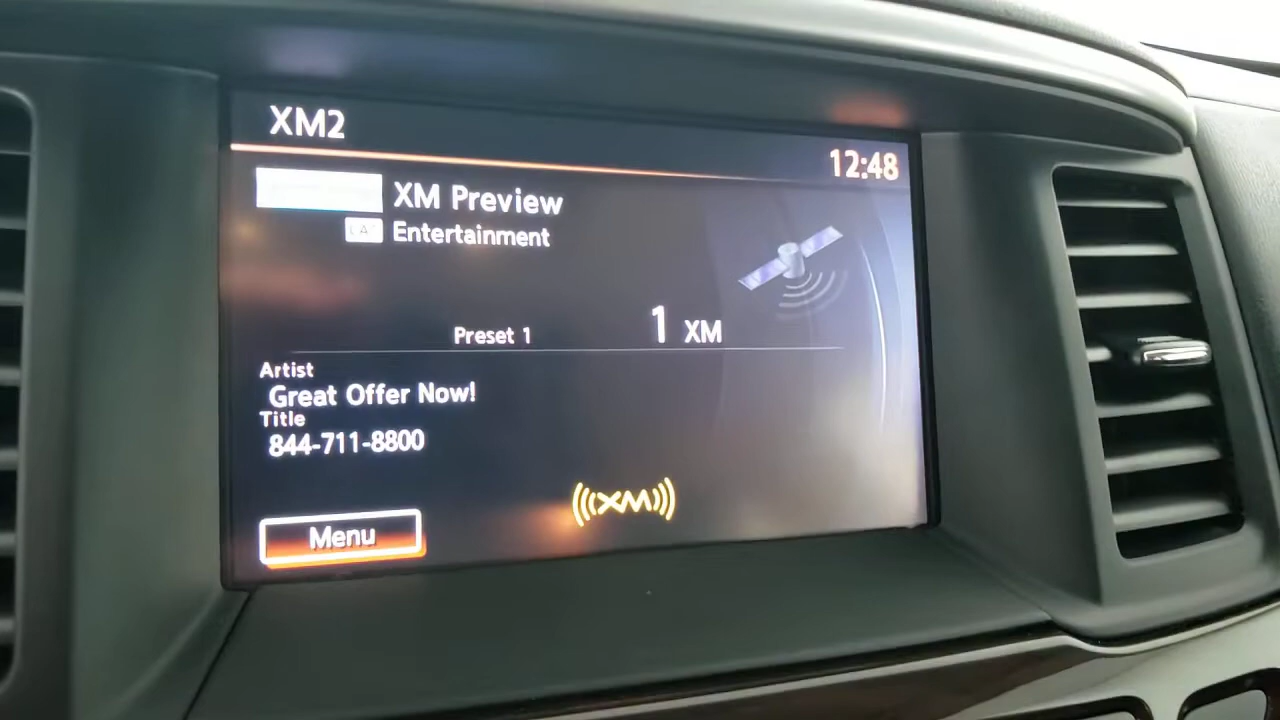 XM2
12:48
XM Preview
CAT Entertainment
Preset 1
1 XM
Artist
Great Offer Now!
Title
844-711-8800
XM
Menu